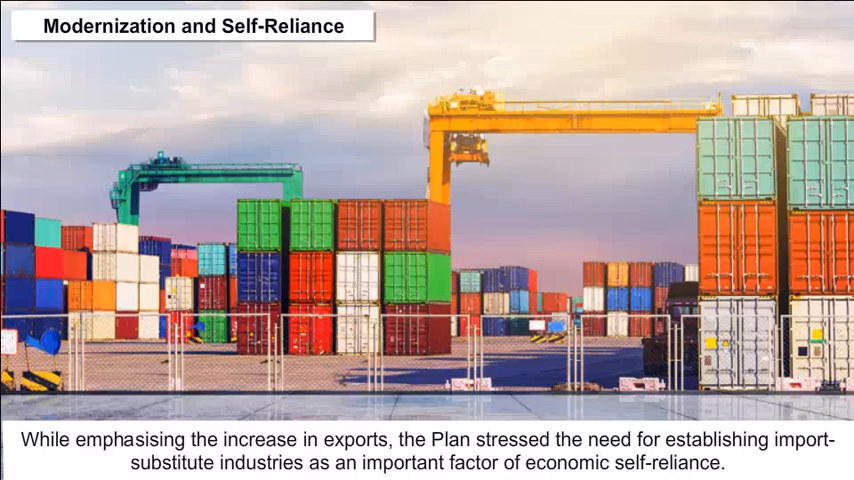 Modernization and Self-Reliance
While emphasising the increase in exports, the Plan stressed the need for establishing import-
substitute industries as an important factor of economic self-reliance.